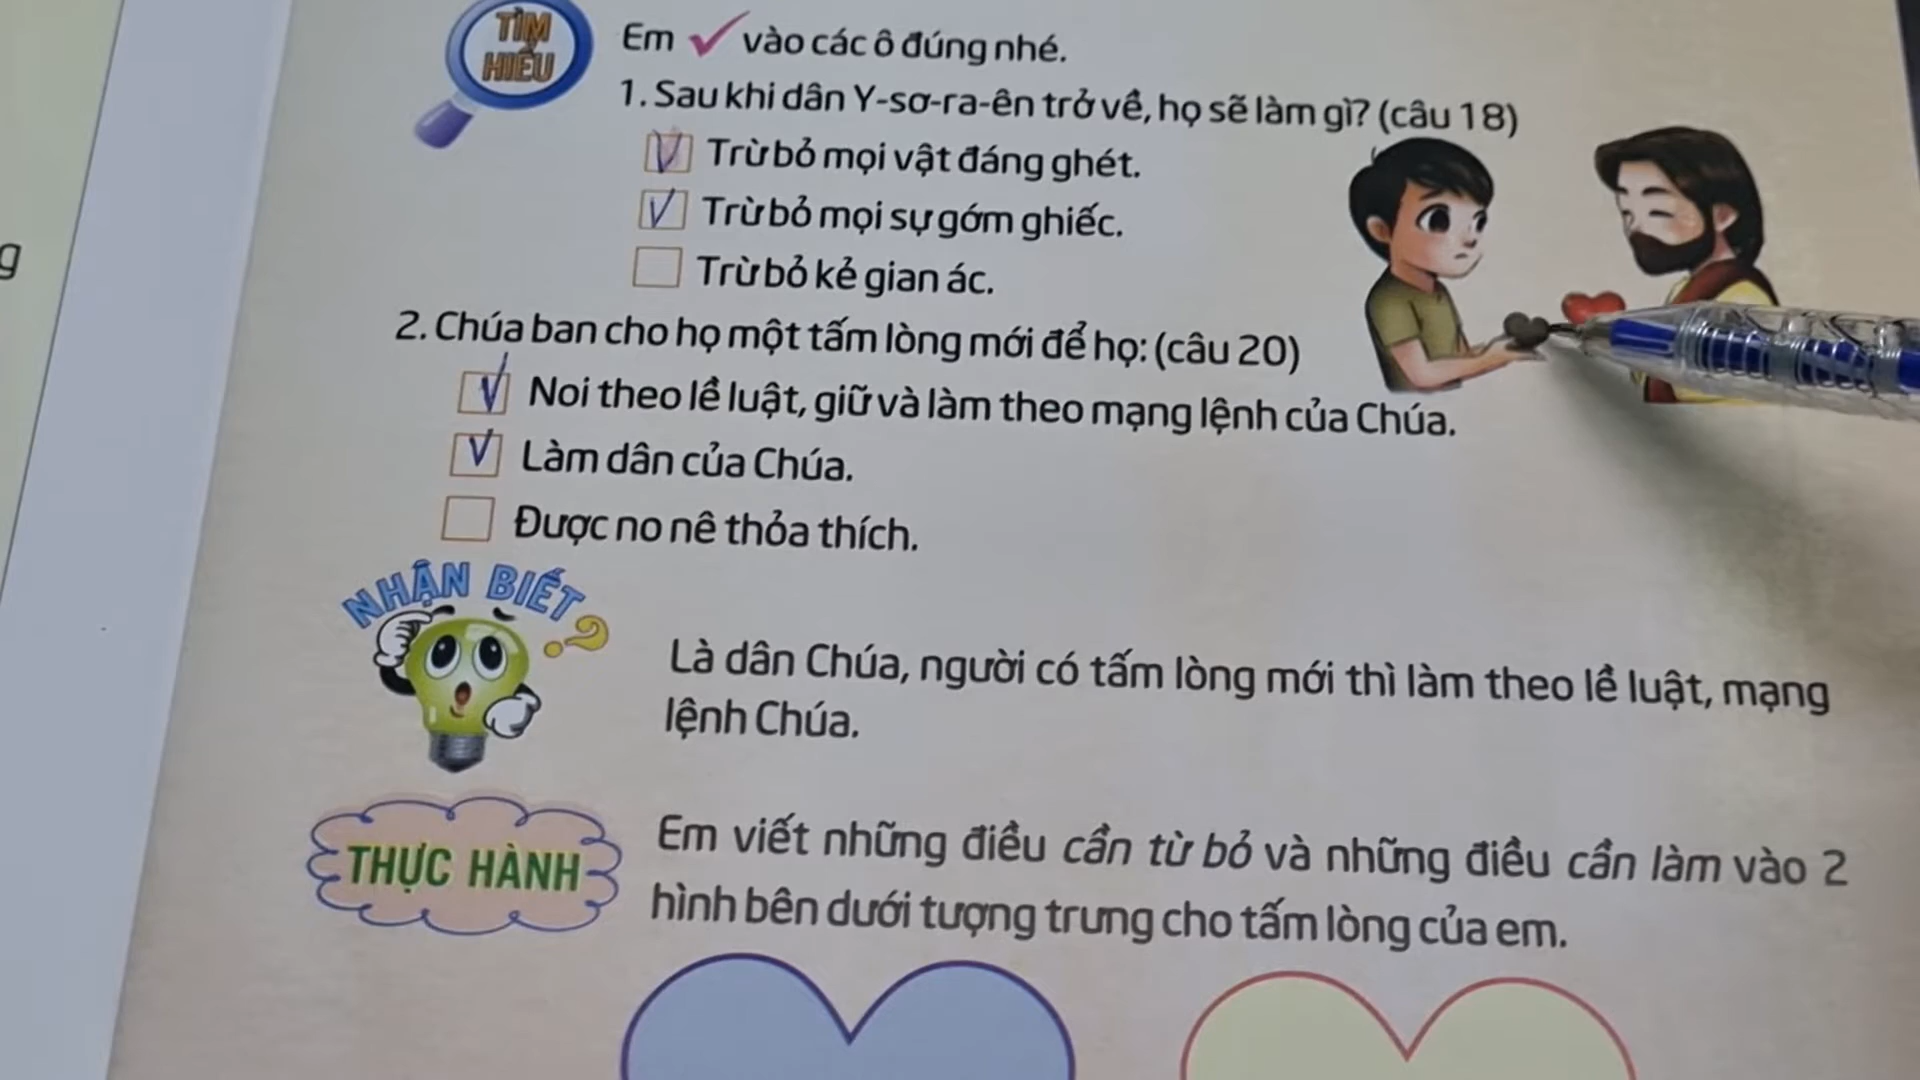 TÌM
HIỂU
Em ✓ vào các ô đúng nhé.
1. Sau khi dân Y-sơ-ra-ên trở về, họ sẽ làm gì? (câu 18)
Trừ bỏ mọi vật đáng ghét.
Trừ bỏ mọi sự gớm ghiếc.
Trừ bỏ kẻ gian ác.
2. Chúa ban cho họ một tấm lòng mới để họ: (câu 20)
Noi theo lề luật, giữ và làm theo mạng lệnh của Chúa.
Làm dân của Chúa.
Được no nê thỏa thích.
NHẬN BIẾT?
Là dân Chúa, người có tấm lòng mới thì làm theo lề luật, mạng
lệnh Chúa.
THỰC HÀNH
Em viết những điều cần từ bỏ và những điều cần làm vào 2
hình bên dưới tượng trưng cho tấm lòng của em.
g